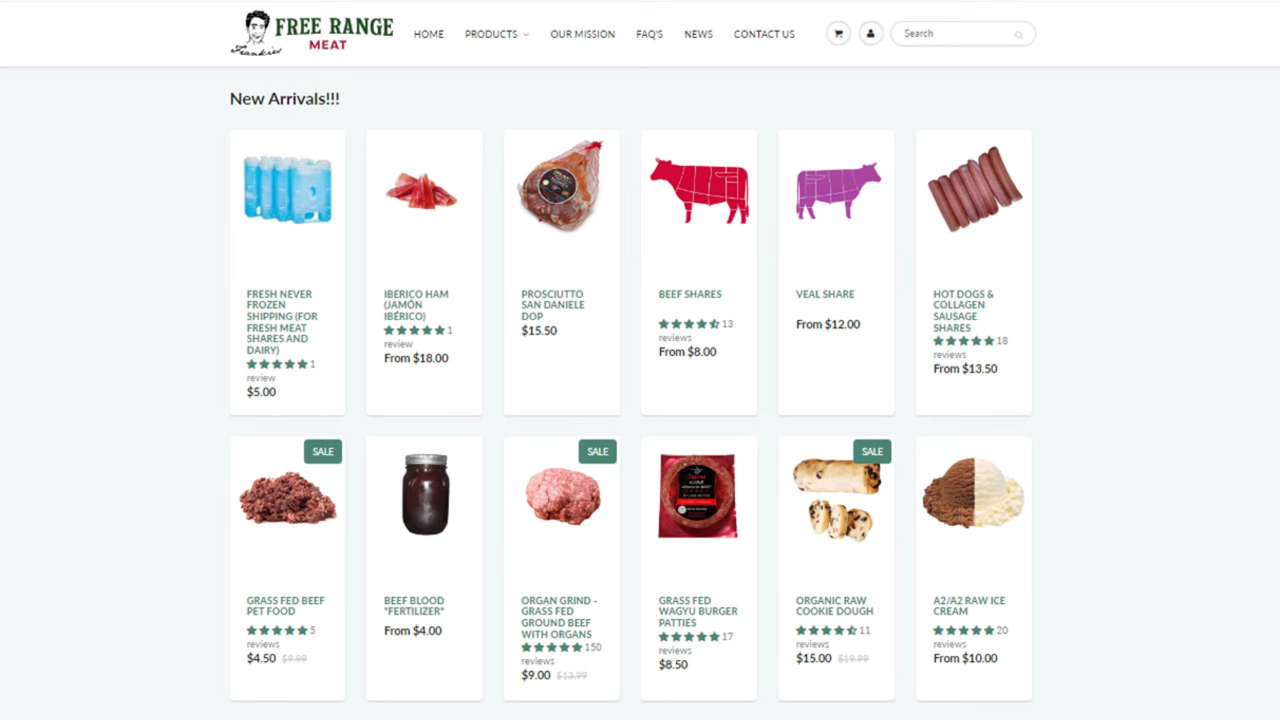 Frankies
FREE RANGE
MEAT
HOME
PRODUCTS
OUR MISSION
FAQ'S
NEWS
CONTACT US
Search
New Arrivals!!!
FRESH NEVER
FROZEN
SHIPPING (FOR
FRESH MEAT
SHARES AND
DAIRY)
1
review
$5.00
IBERICO HAM
(JAMÓN
IBÉRICO)
1
review
From $18.00
PROSCIUTTO
SAN DANIELE
DOP
$15.50
BEEF SHARES
13
reviews
From $8.00
VEAL SHARE
From $12.00
HOT DOGS &
COLLAGEN
SAUSAGE
SHARES
18
reviews
From $13.50
SALE
GRASS FED BEEF
PET FOOD
5
reviews
$4.50 $9.99
BEEF BLOOD
"FERTILIZER"
From $4.00
SALE
ORGAN GRIND -
GRASS FED
GROUND BEEF
WITH ORGANS
150
reviews
$9.00 $13.99
GRASS FED
WAGYU BURGER
PATTIES
17
reviews
$8.50
SALE
ORGANIC RAW
COOKIE DOUGH
11
reviews
$15.00 $19.99
A2/A2 RAW ICE
CREAM
20
reviews
From $10.00